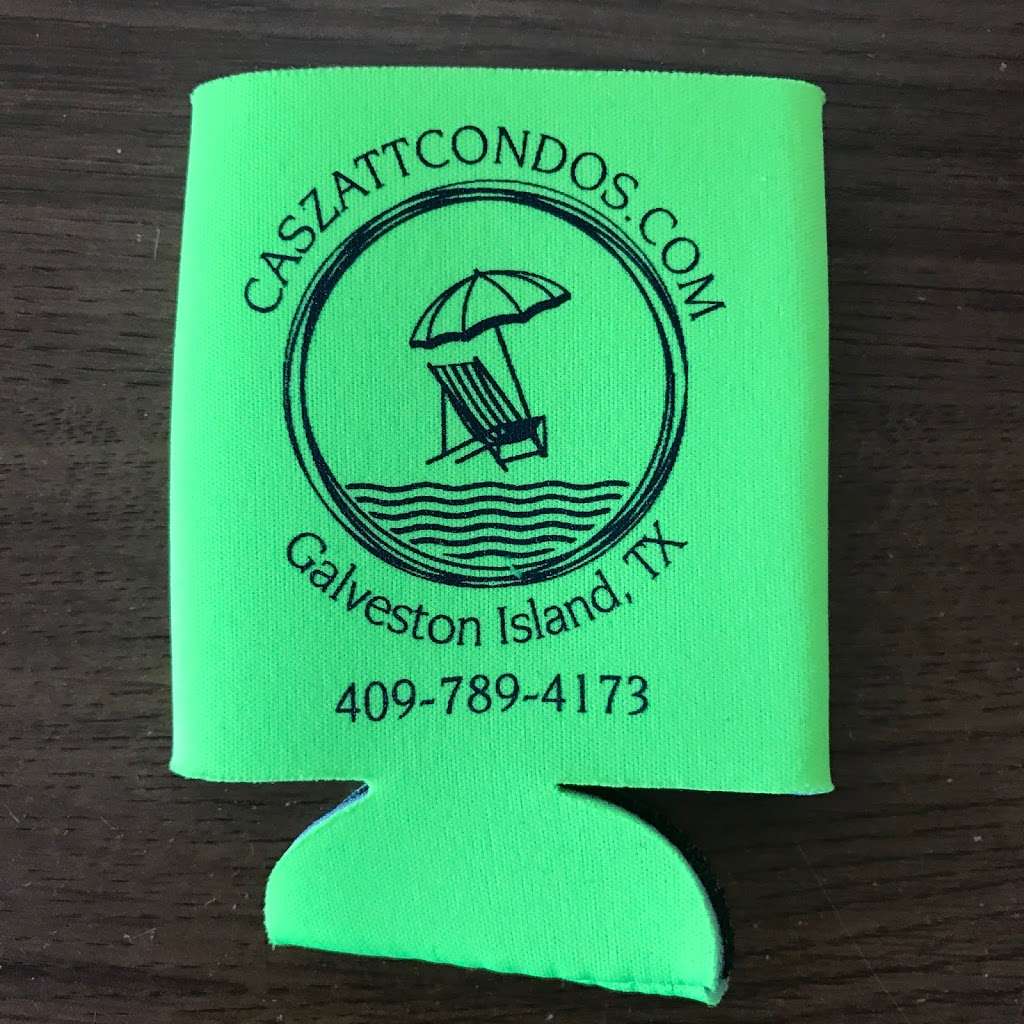 CASZATTCONDOS.COM
Galveston Island, TX
409-789-4173